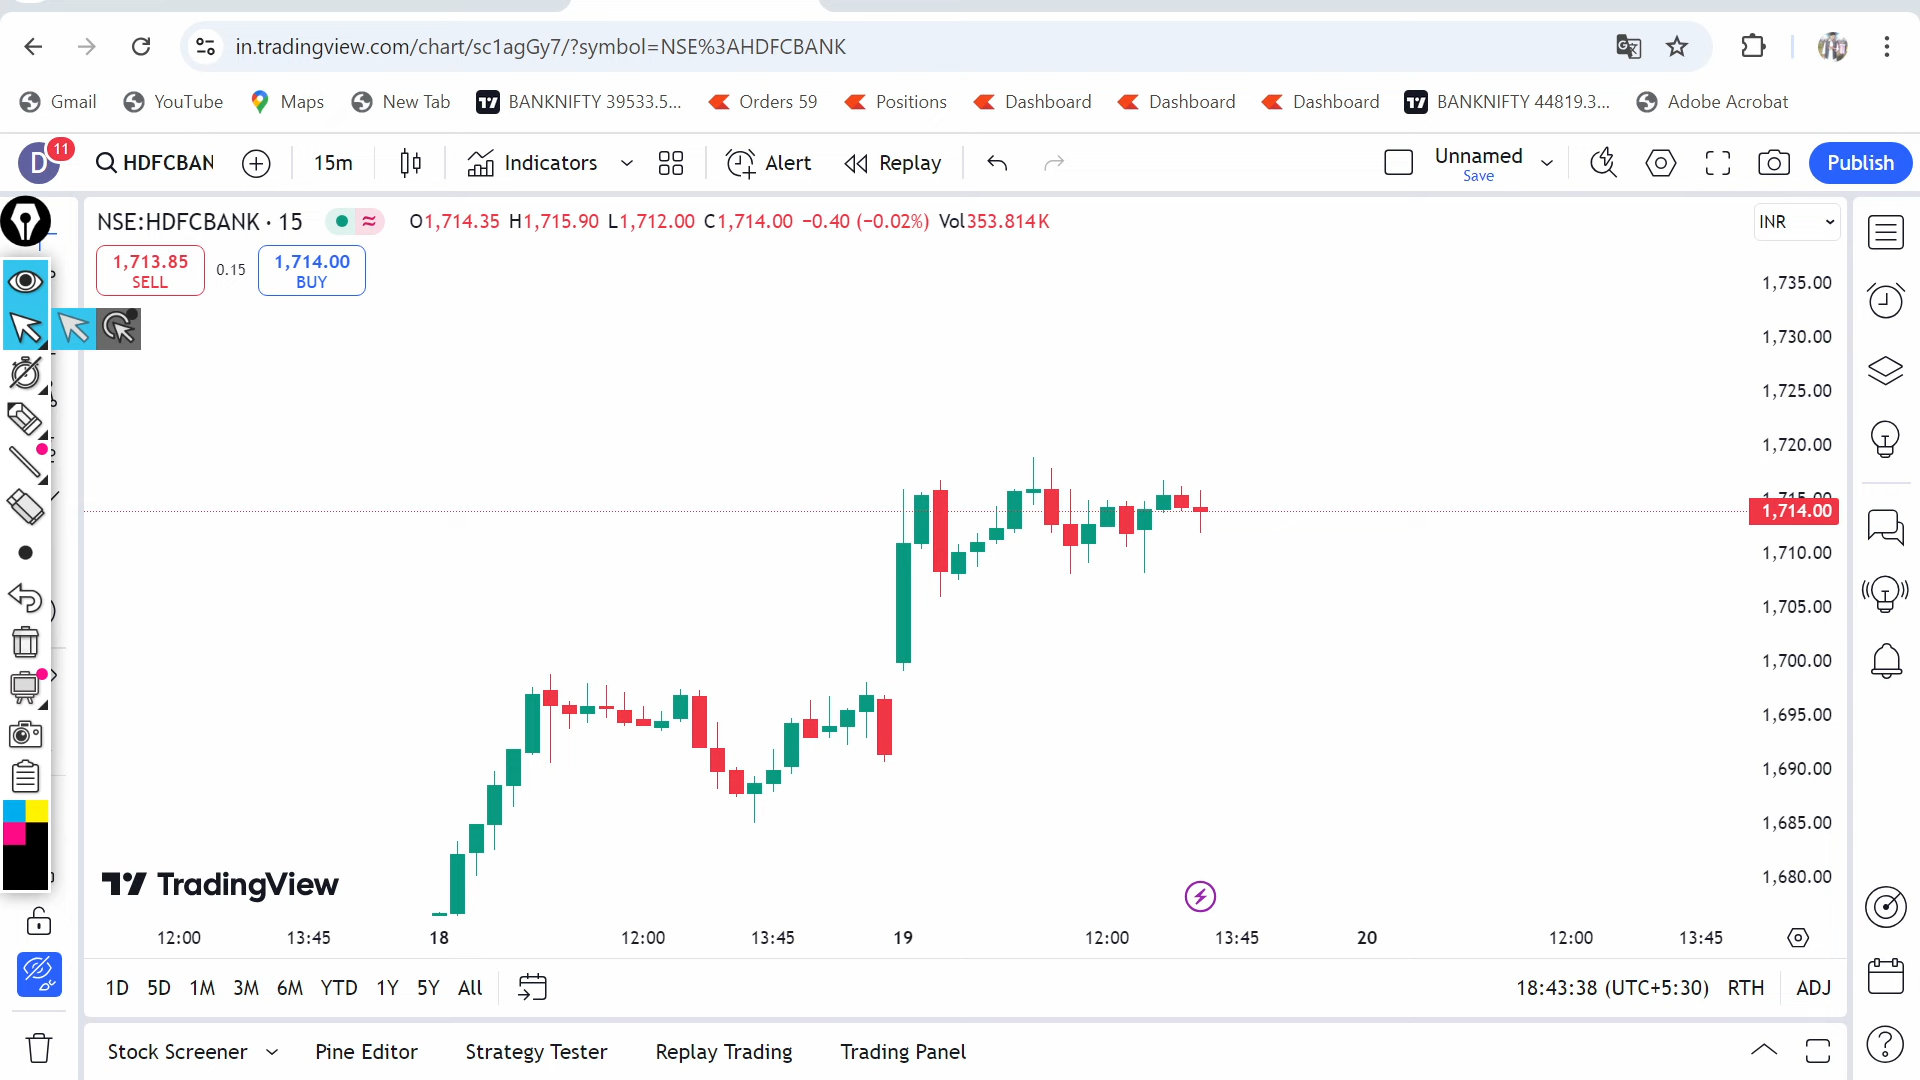 in.tradingview.com/chart/sc1agGy7/?symbol=NSE%3AHDFCBANK
Gmail YouTube Maps New Tab BANKNIFTY 39533.5... Orders 59 Positions Dashboard Dashboard Dashboard BANKNIFTY 44819.3... Adobe Acrobat
D 11 HDFCBAN 15m Indicators Alert Replay Unnamed Publish
Save
NSE:HDFCBANK · 15 O1,714.35 H1,715.90 L1,712.00 C1,714.00 −0.40 (−0.02%) Vol353.814K INR
1,713.85 0.15 1,714.00
SELL BUY
1,735.00
1,730.00
1,725.00
1,720.00
1,715.00
1,714.00
1,710.00
1,705.00
1,700.00
1,695.00
1,690.00
1,685.00
1,680.00
TradingView
12:00 13:45 18 12:00 13:45 19 12:00 13:45 20 12:00 13:45
1D 5D 1M 3M 6M YTD 1Y 5Y All 18:43:38 (UTC+5:30) RTH ADJ
Stock Screener Pine Editor Strategy Tester Replay Trading Trading Panel